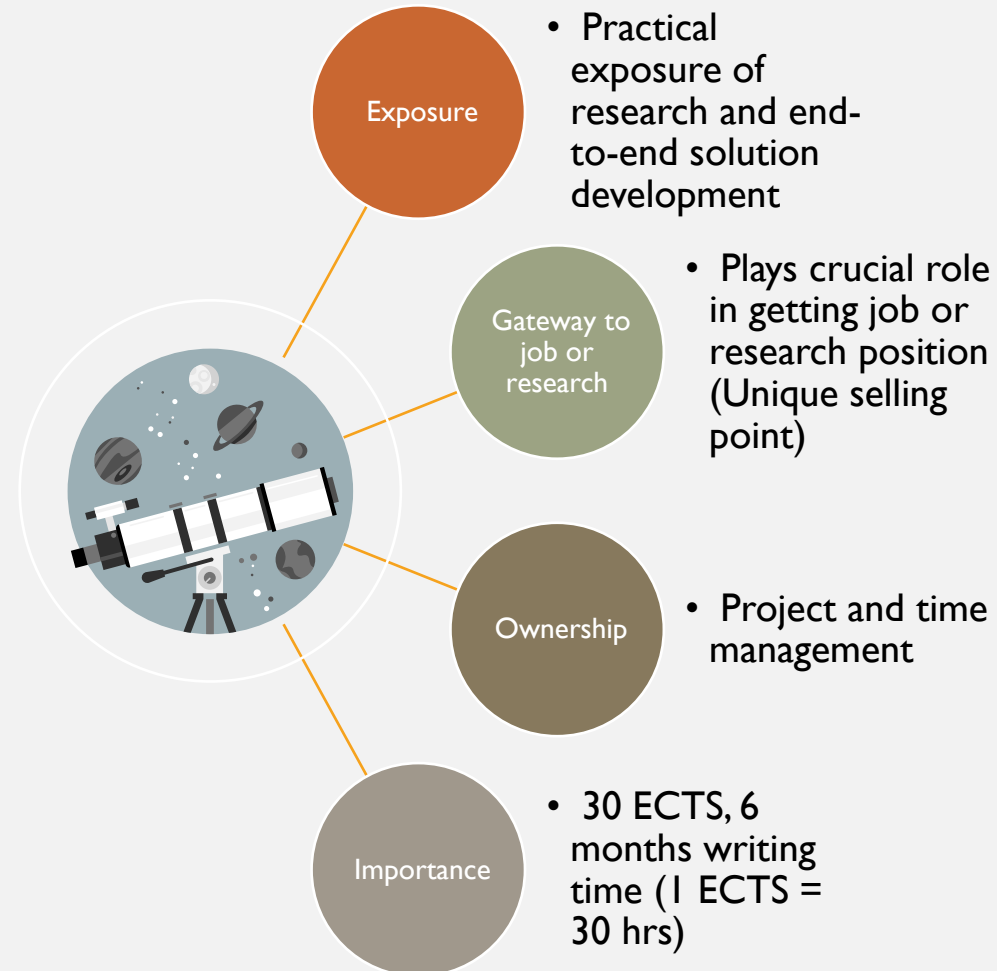 Exposure
• Practical
exposure of
research and end-
to-end solution
development
Gateway to
job or
research
• Plays crucial role
in getting job or
research position
(Unique selling
point)
Ownership
• Project and time
management
Importance
• 30 ECTS, 6
months writing
time (1 ECTS =
30 hrs)